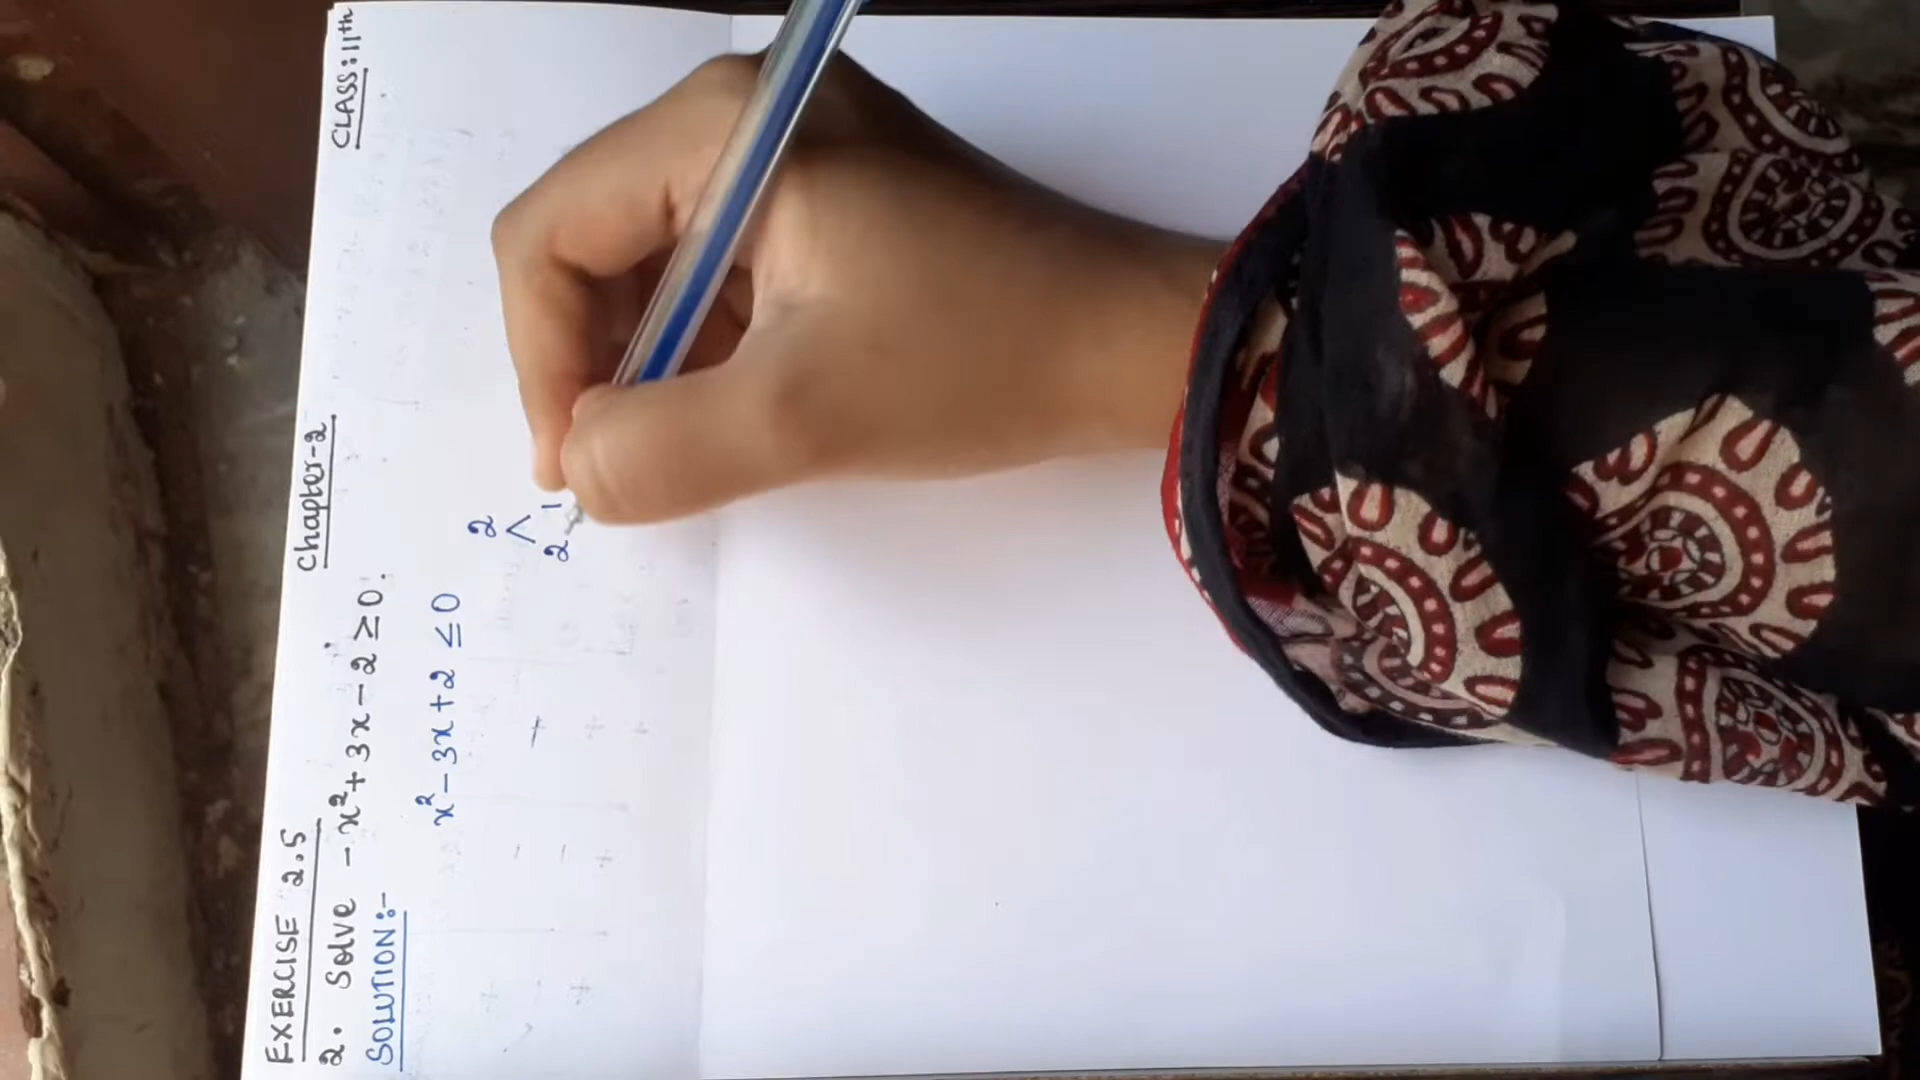 CLASS: 11th
Chapter-2
EXERCISE 2.5
2. Solve -x²+3x-2≥0.
SOLUTION:-
x²-3x+2≤0
2
2 1